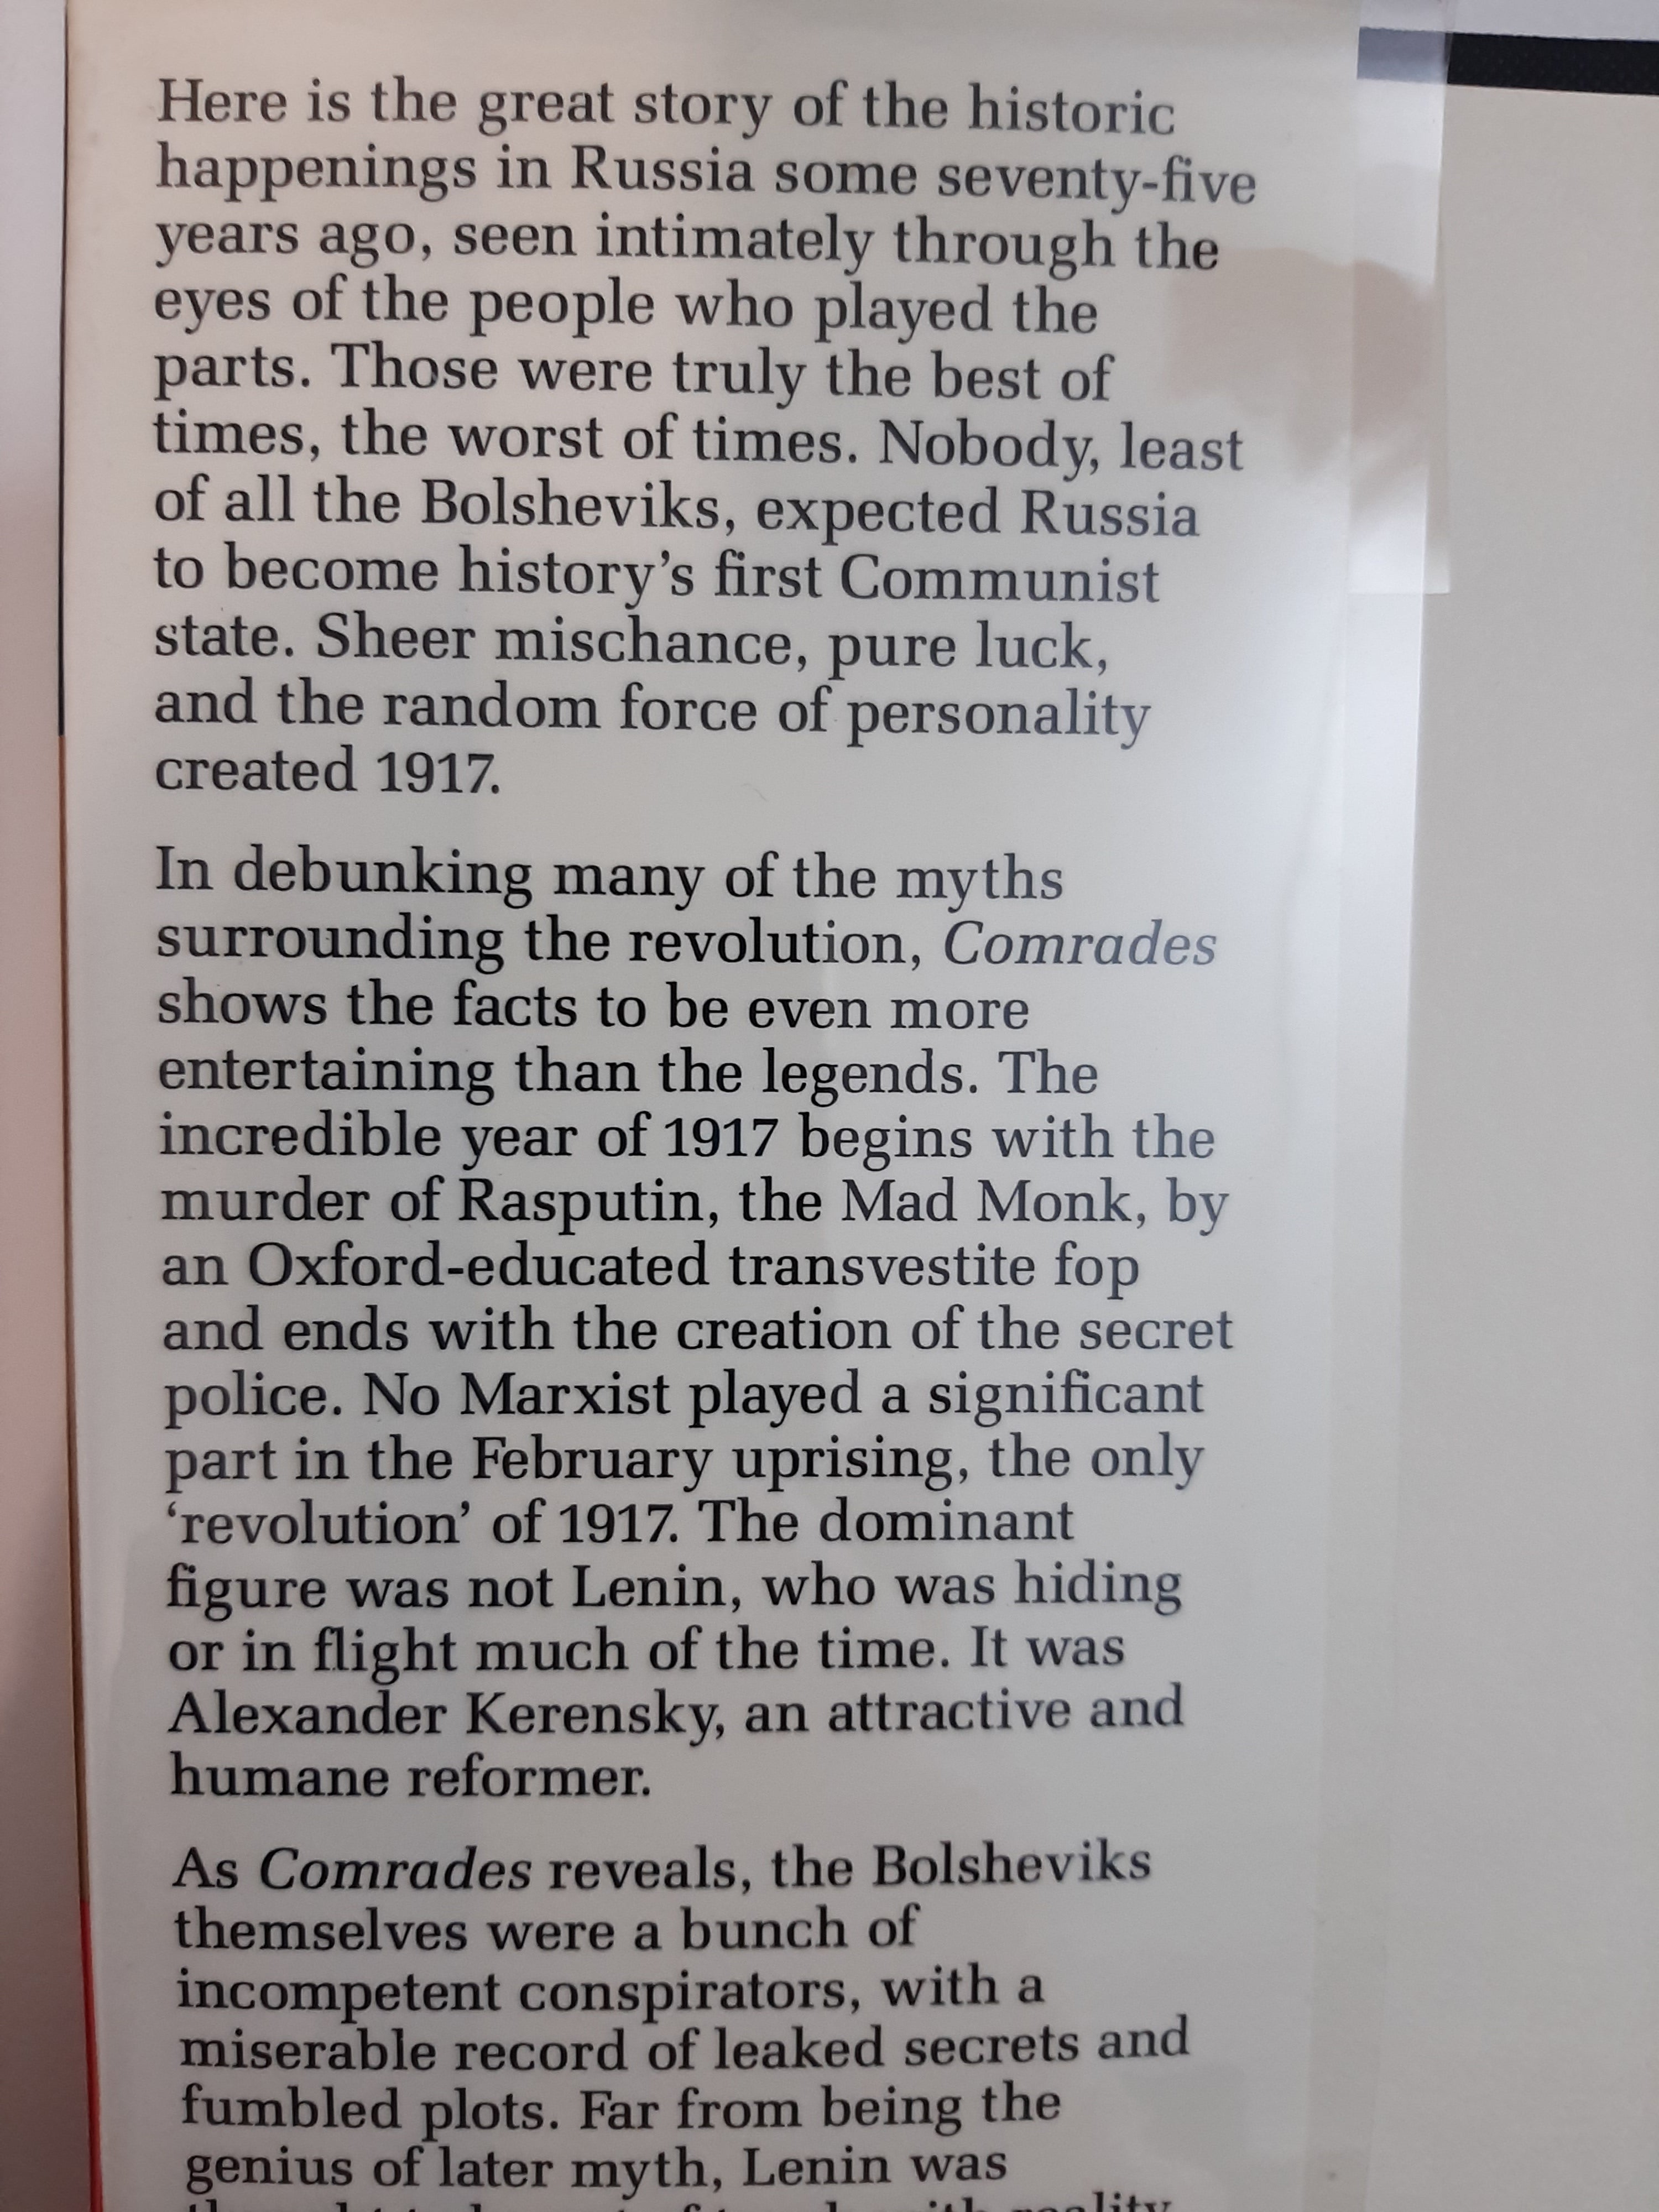 Here is the great story of the historic
happenings in Russia some seventy-five
years ago, seen intimately through the
eyes of the people who played the
parts. Those were truly the best of
times, the worst of times. Nobody, least
of all the Bolsheviks, expected Russia
to become history’s first Communist
state. Sheer mischance, pure luck,
and the random force of personality
created 1917.
In debunking many of the myths
surrounding the revolution, Comrades
shows the facts to be even more
entertaining than the legends. The
incredible year of 1917 begins with the
murder of Rasputin, the Mad Monk, by
an Oxford-educated transvestite fop
and ends with the creation of the secret
police. No Marxist played a significant
part in the February uprising, the only
‘revolution’ of 1917. The dominant
figure was not Lenin, who was hiding
or in flight much of the time. It was
Alexander Kerensky, an attractive and
humane reformer.
As Comrades reveals, the Bolsheviks
themselves were a bunch of
incompetent conspirators, with a
miserable record of leaked secrets and
fumbled plots. Far from being the
genius of later myth, Lenin was